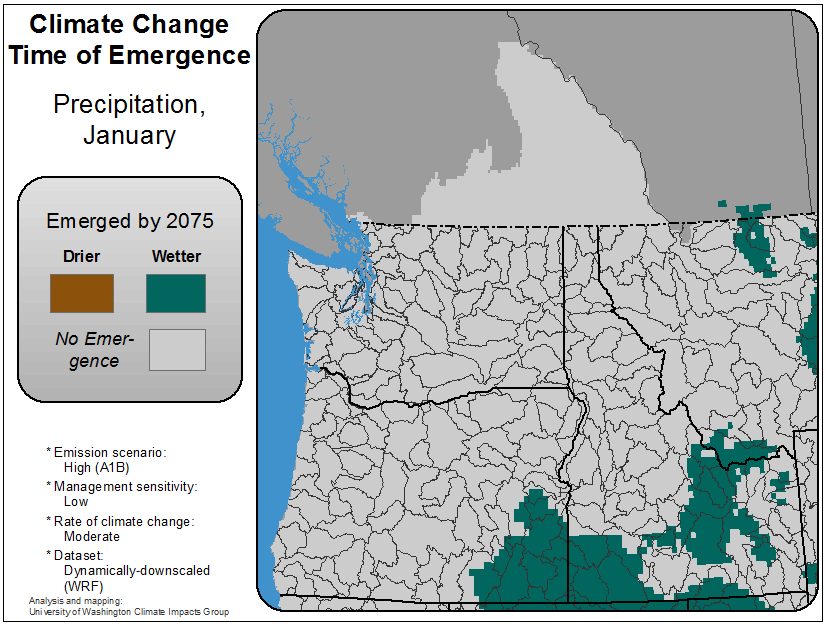 Climate Change
Time of Emergence
Precipitation,
January
Emerged by 2075
Drier
Wetter
No Emer-
gence
* Emission scenario:
High (A1B)
* Management sensitivity:
Low
* Rate of climate change:
Moderate
* Dataset:
Dynamically-downscaled
(WRF)
Analysis and mapping:
University of Washington Climate Impacts Group